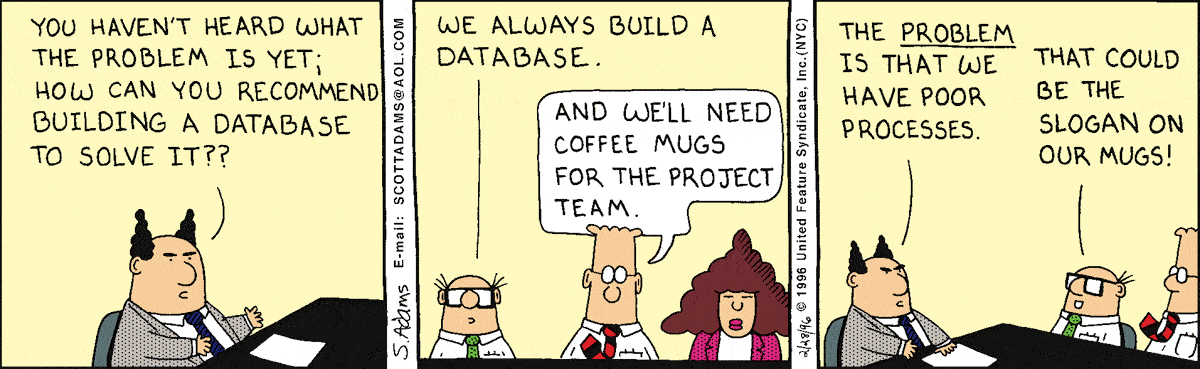 YOU HAVEN'T HEARD WHAT
THE PROBLEM IS YET;
HOW CAN YOU RECOMMEND
BUILDING A DATABASE
TO SOLVE IT??
S. Adams E-mail: SCOTTADAMS@AOL.COM
WE ALWAYS BUILD A
DATABASE.
AND WE'LL NEED
COFFEE MUGS
FOR THE PROJECT
TEAM.
2/28/96 © 1996 United Feature Syndicate, Inc.(NYC)
THE PROBLEM
IS THAT WE
HAVE POOR
PROCESSES.
THAT COULD
BE THE
SLOGAN ON
OUR MUGS!